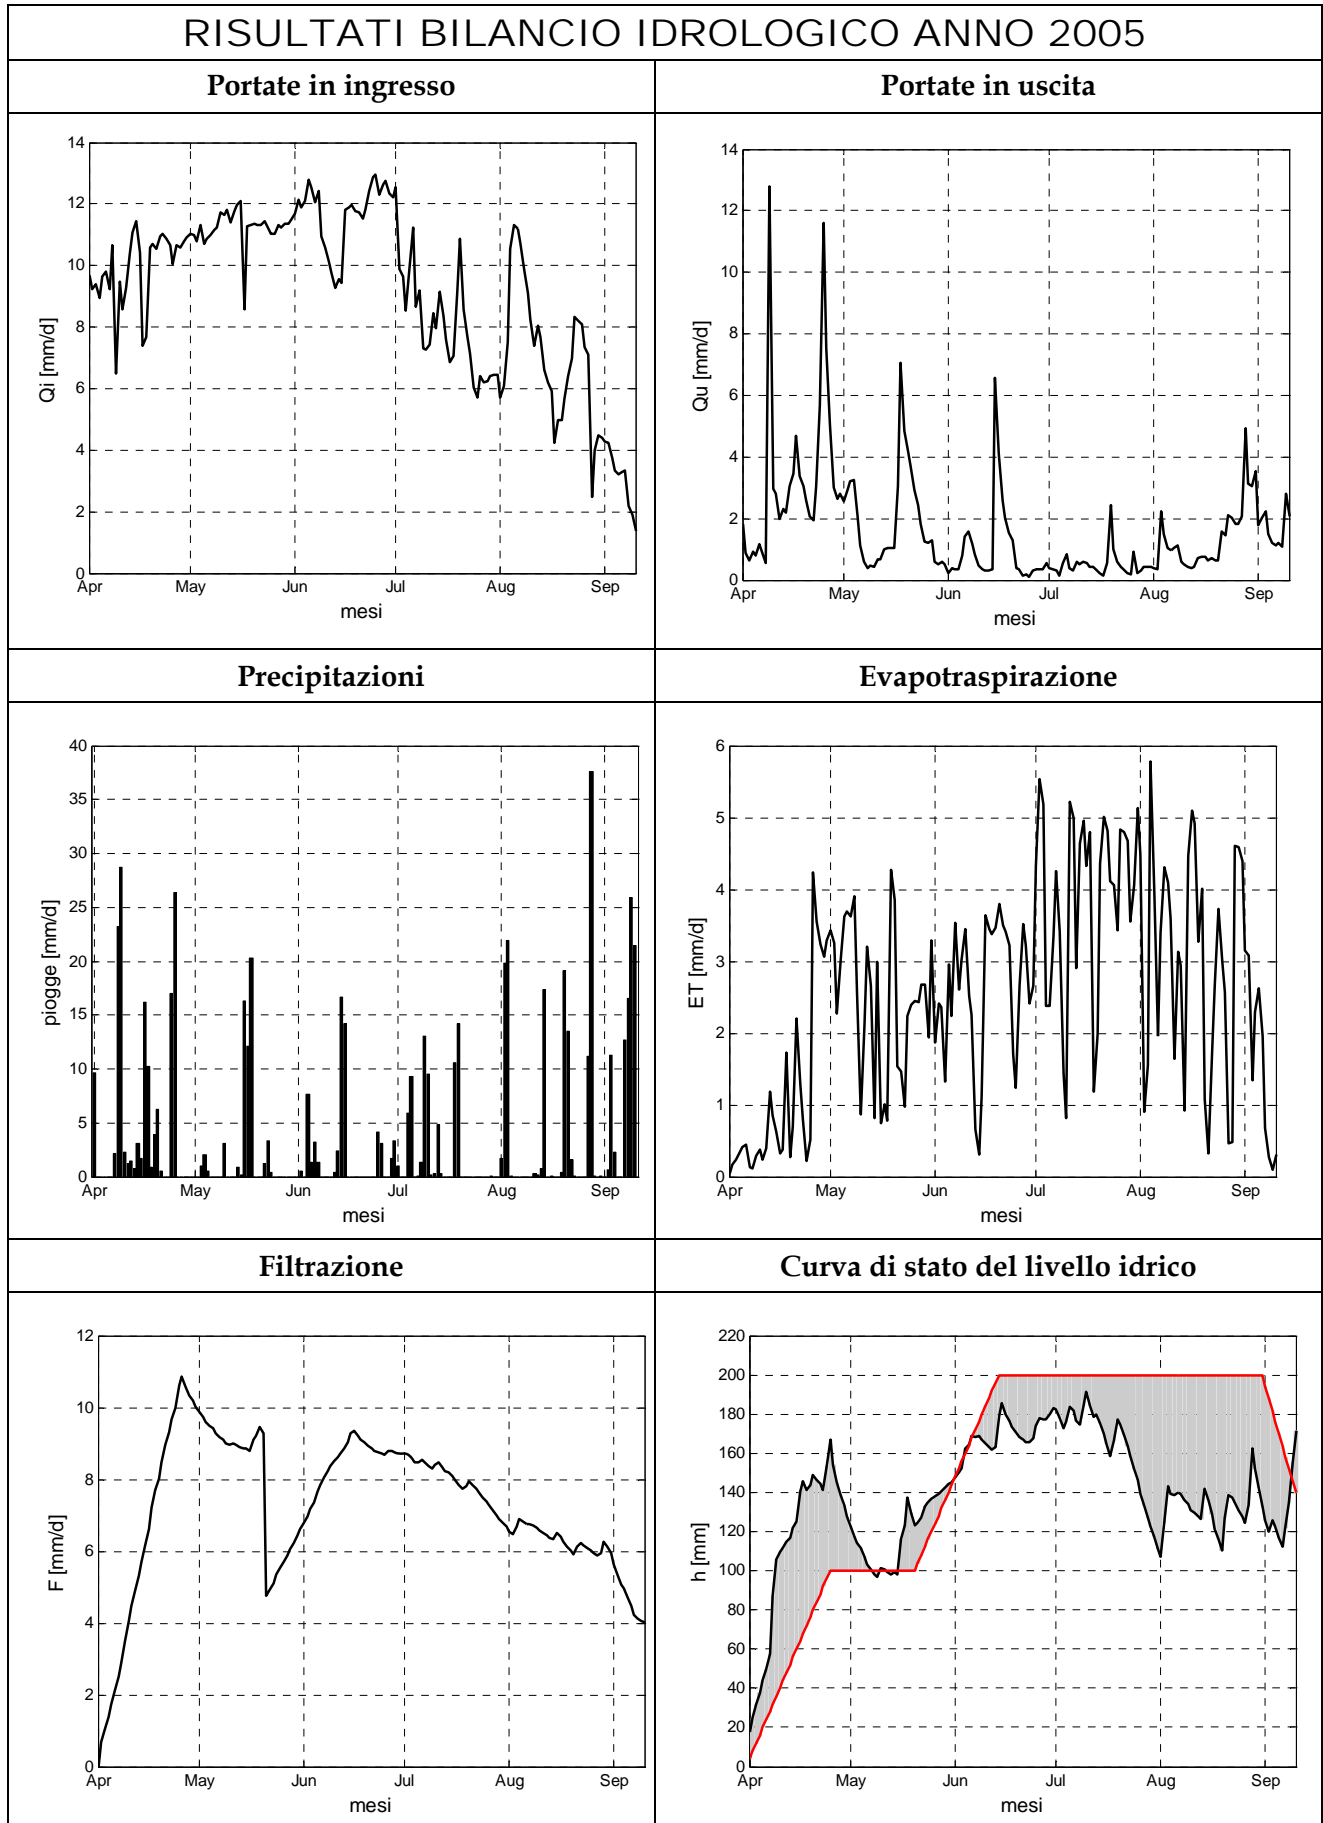 RISULTATI BILANCIO IDROLOGICO ANNO 2005
Portate in ingresso
Portate in uscita
14
12
10
8
6
4
2
0
Qi [mm/d]
Apr May Jun Jul Aug Sep
mesi
14
12
10
8
6
4
2
0
Qu [mm/d]
Apr May Jun Jul Aug Sep
mesi
Precipitazioni
Evapotraspirazione
40
35
30
25
20
15
10
5
0
piogge [mm/d]
Apr May Jun Jul Aug Sep
mesi
6
5
4
3
2
1
0
ET [mm/d]
Apr May Jun Jul Aug Sep
mesi
Filtrazione
Curva di stato del livello idrico
12
10
8
6
4
2
0
F [mm/d]
Apr May Jun Jul Aug Sep
mesi
220
200
180
160
140
120
100
80
60
40
20
0
h [mm]
Apr May Jun Jul Aug Sep
mesi